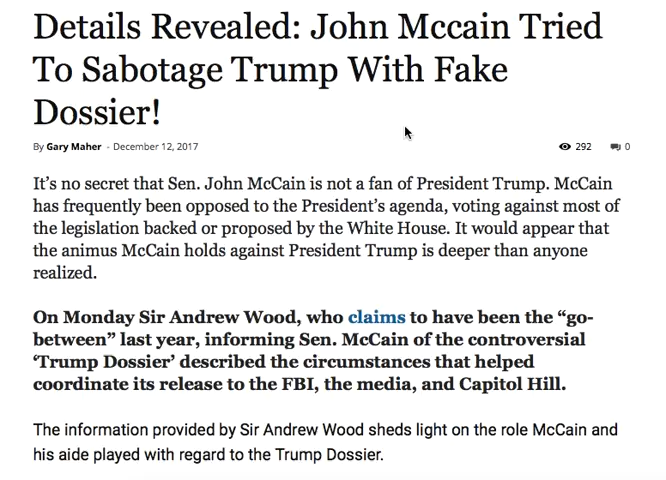 Details Revealed: John Mccain Tried
To Sabotage Trump With Fake
Dossier!
By Gary Maher - December 12, 2017 292 0
It's no secret that Sen. John McCain is not a fan of President Trump. McCain
has frequently been opposed to the President's agenda, voting against most of
the legislation backed or proposed by the White House. It would appear that
the animus McCain holds against President Trump is deeper than anyone
realized.
On Monday Sir Andrew Wood, who claims to have been the “go-
between” last year, informing Sen. McCain of the controversial
‘Trump Dossier’ described the circumstances that helped
coordinate its release to the FBI, the media, and Capitol Hill.
The information provided by Sir Andrew Wood sheds light on the role McCain and
his aide played with regard to the Trump Dossier.